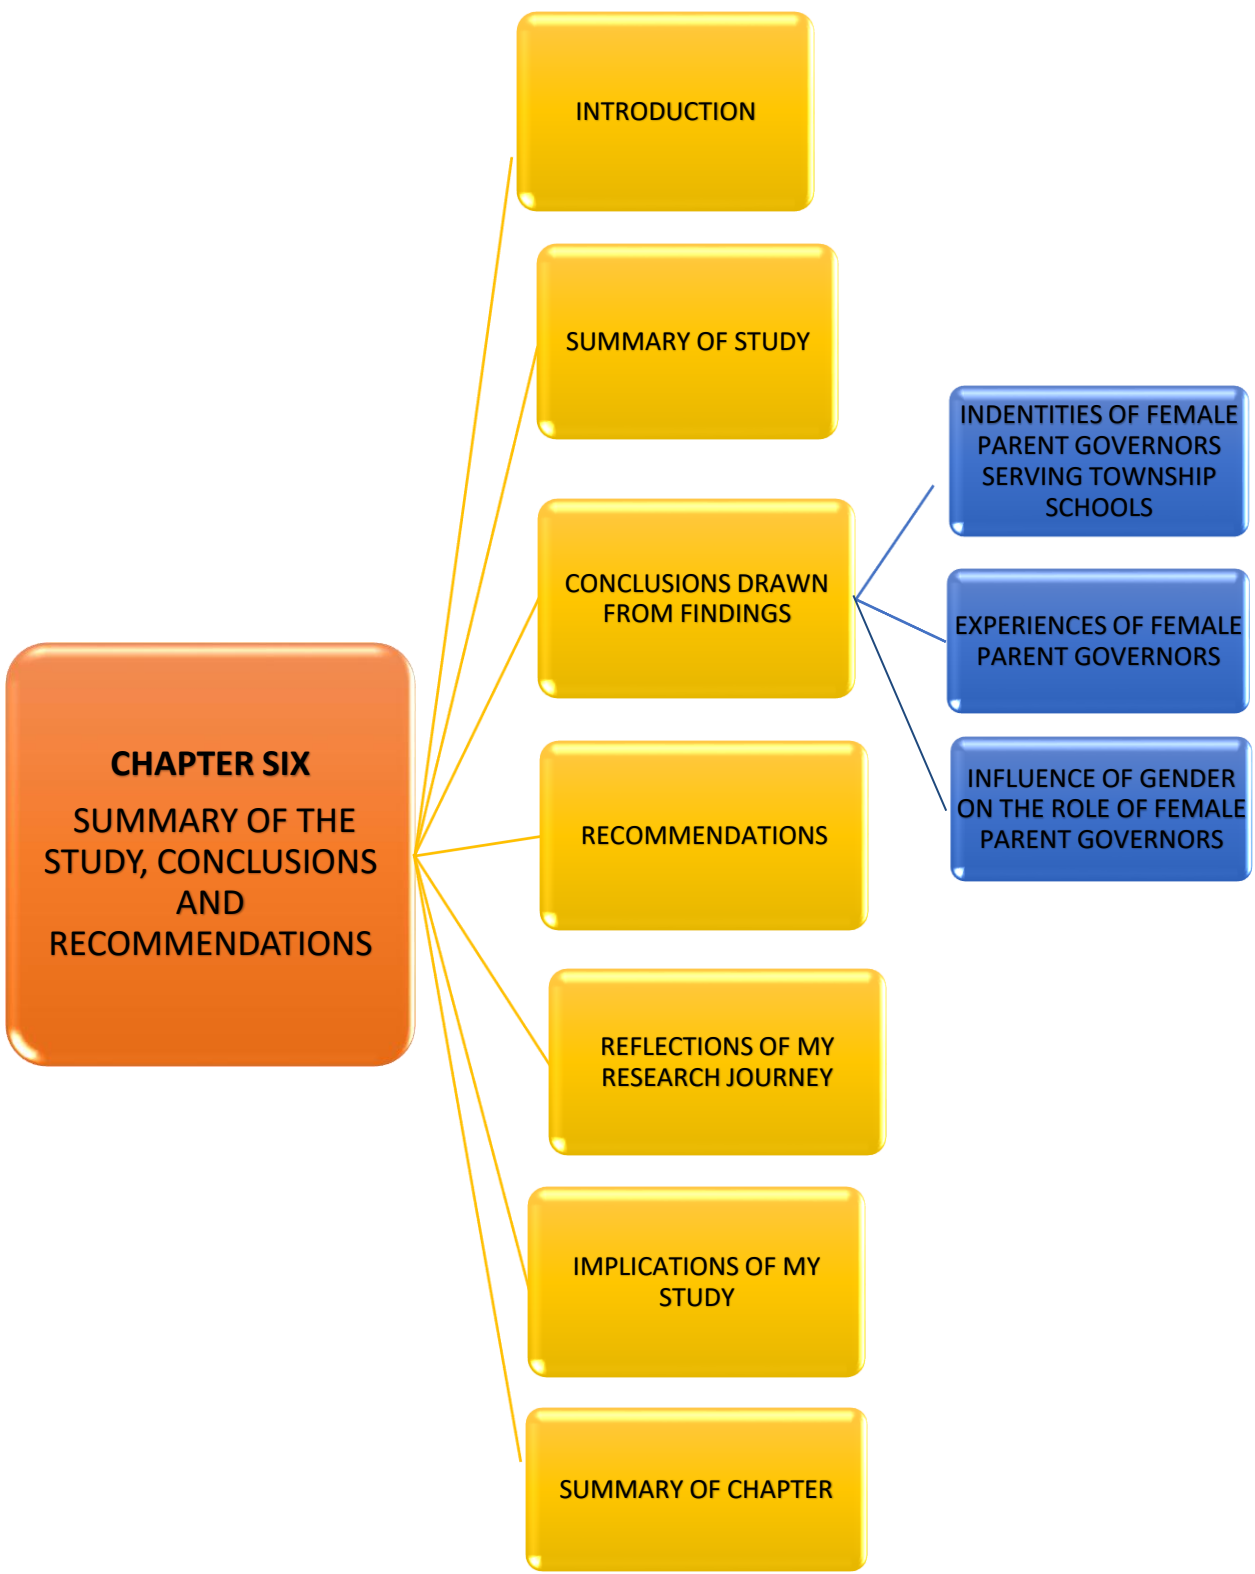 INTRODUCTION
SUMMARY OF STUDY
CONCLUSIONS DRAWN
FROM FINDINGS
INDENTITIES OF FEMALE
PARENT GOVERNORS
SERVING TOWNSHIP
SCHOOLS
EXPERIENCES OF FEMALE
PARENT GOVERNORS
INFLUENCE OF GENDER
ON THE ROLE OF FEMALE
PARENT GOVERNORS
CHAPTER SIX
SUMMARY OF THE
STUDY, CONCLUSIONS
AND
RECOMMENDATIONS
RECOMMENDATIONS
REFLECTIONS OF MY
RESEARCH JOURNEY
IMPLICATIONS OF MY
STUDY
SUMMARY OF CHAPTER